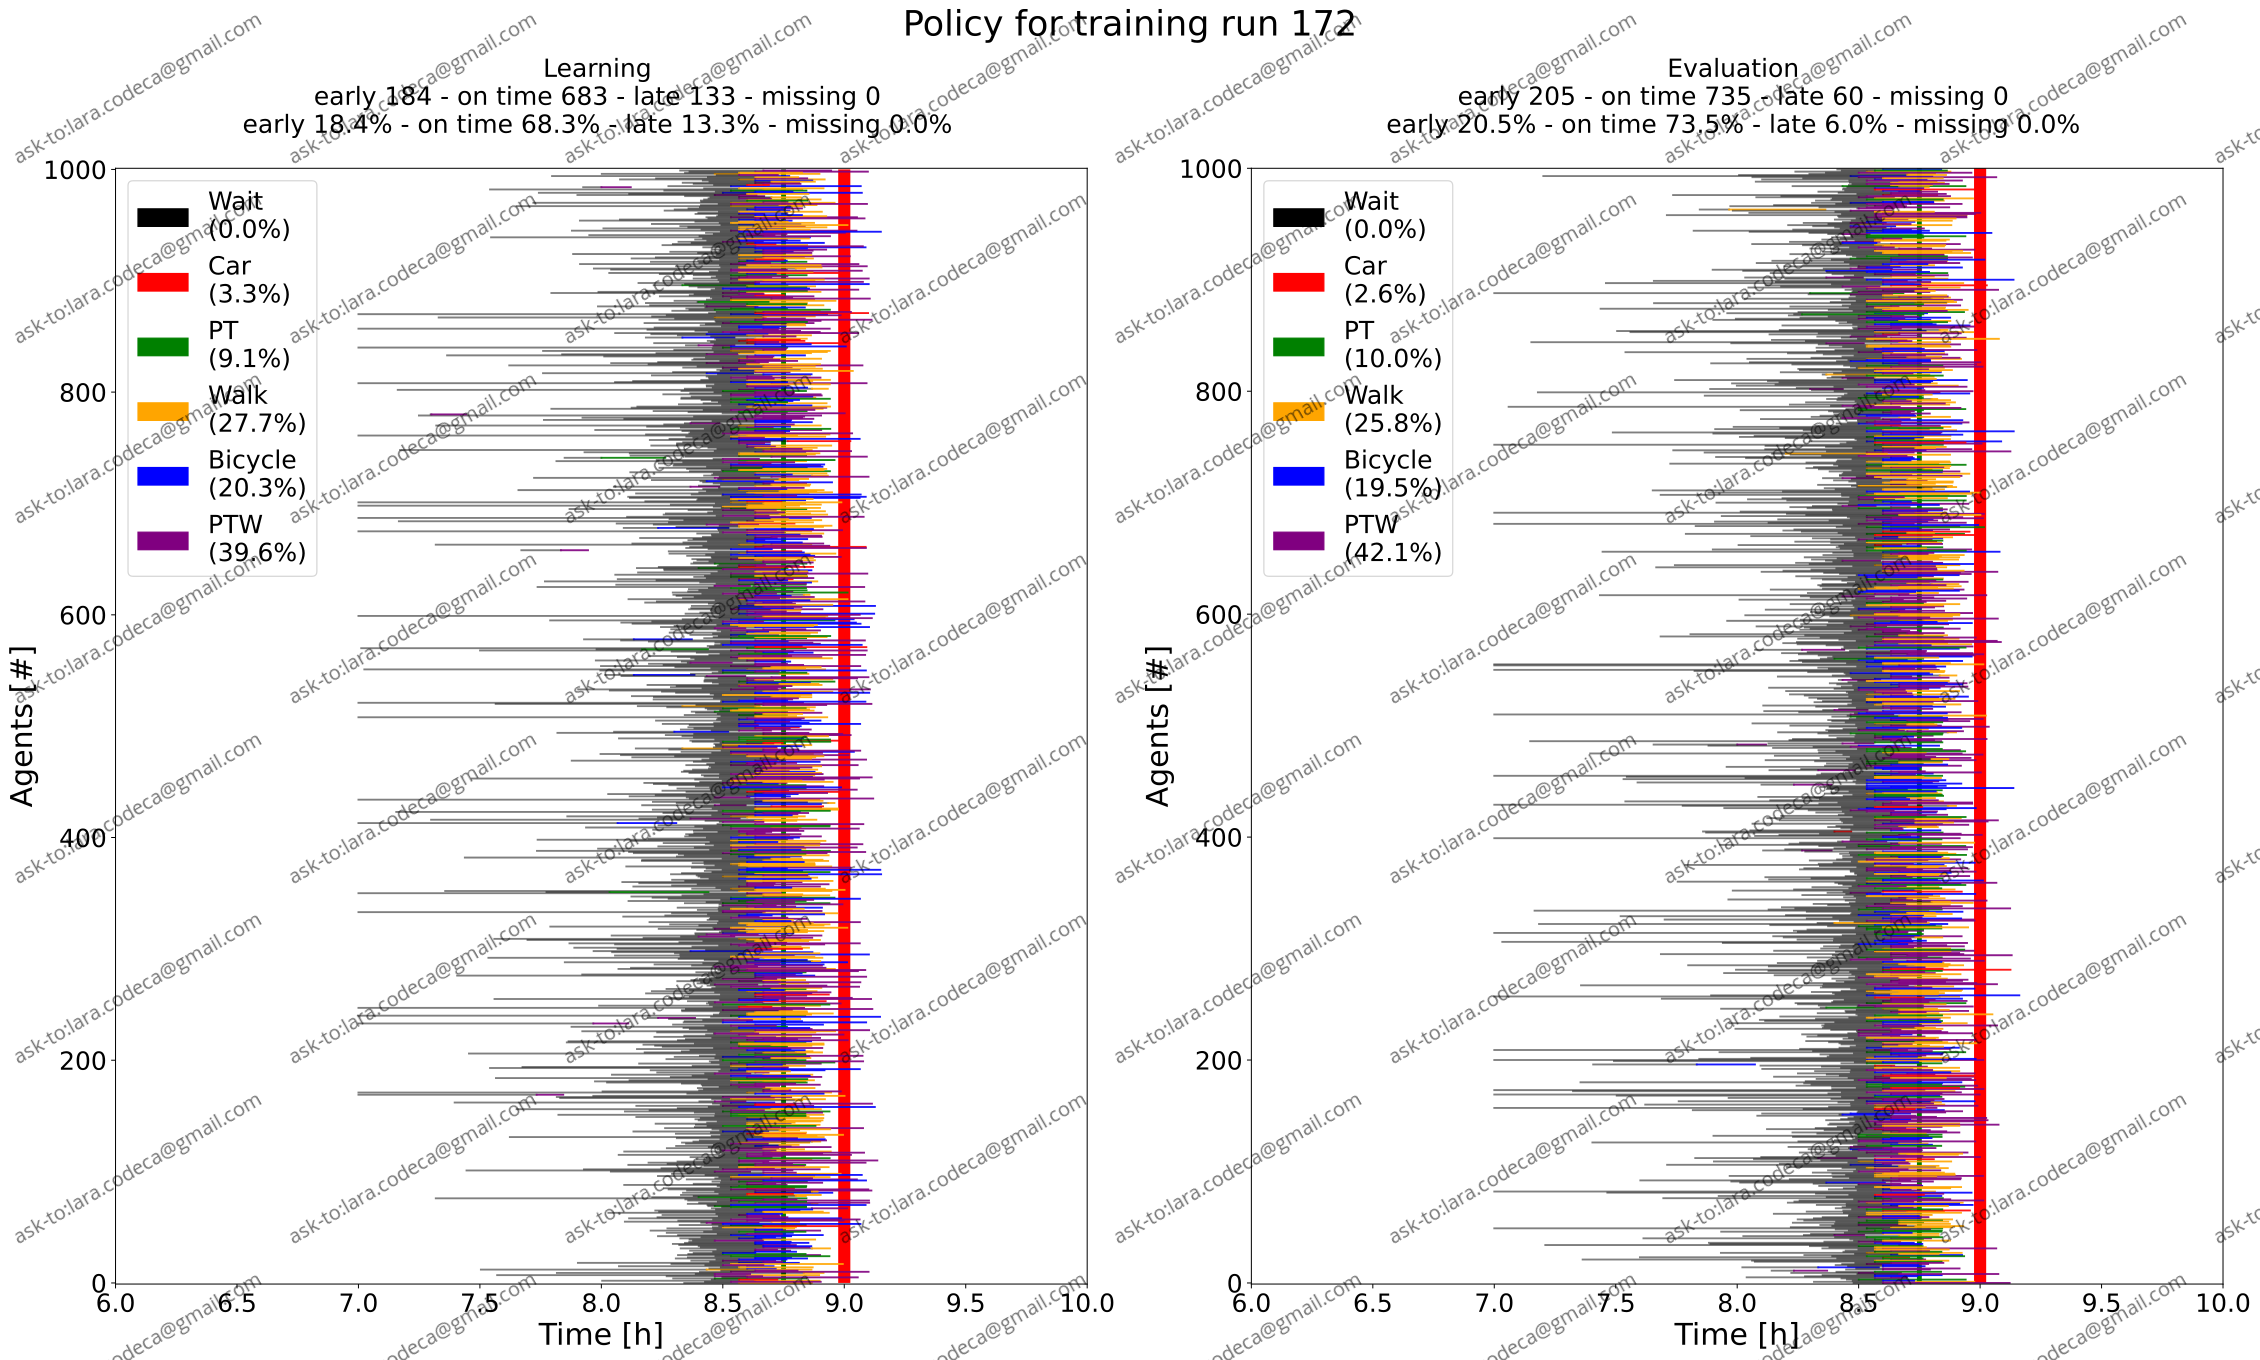 Policy for training run 172
Learning
early 184 - on time 683 - late 133 - missing 0
early 18.4% - on time 68.3% - late 13.3% - missing 0.0%
1000
800
600
400
200
0
Agents [#]
Wait
(0.0%)
Car
(3.3%)
PT
(9.1%)
Walk
(27.7%)
Bicycle
(20.3%)
PTW
(39.6%)
6.0 6.5 7.0 7.5 8.0 8.5 9.0 9.5 10.0
Time [h]
Evaluation
early 205 - on time 735 - late 60 - missing 0
early 20.5% - on time 73.5% - late 6.0% - missing 0.0%
1000
800
600
400
200
0
Agents [#]
Wait
(0.0%)
Car
(2.6%)
PT
(10.0%)
Walk
(25.8%)
Bicycle
(19.5%)
PTW
(42.1%)
6.0 6.5 7.0 7.5 8.0 8.5 9.0 9.5 10.0
Time [h]
ask-to:lara.codeca@gmail.com